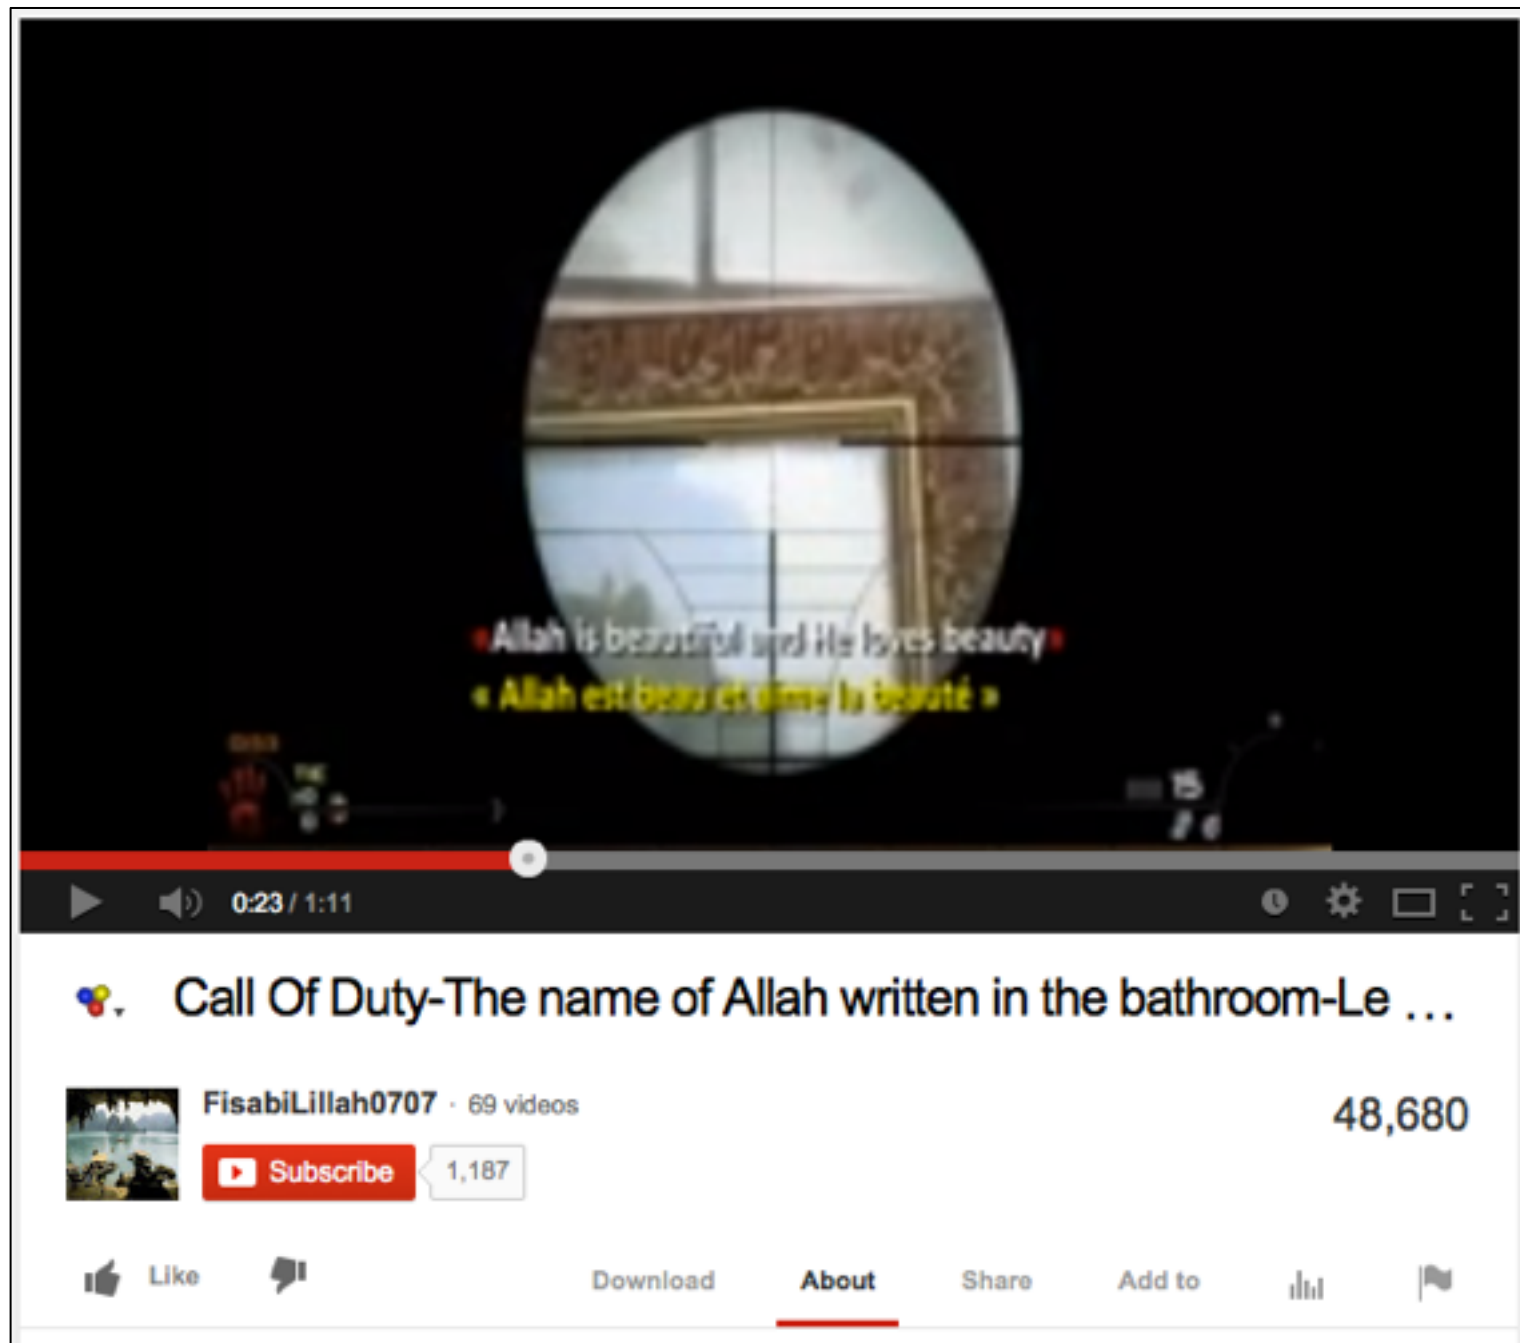 «Allah is beautiful and He loves beauty»
« Allah est beau et aime la beauté »
15
0:23 / 1:11
Call Of Duty-The name of Allah written in the bathroom-Le ...
FisabiLillah0707 · 69 videos
48,680
Subscribe 1,187
Like Download About Share Add to